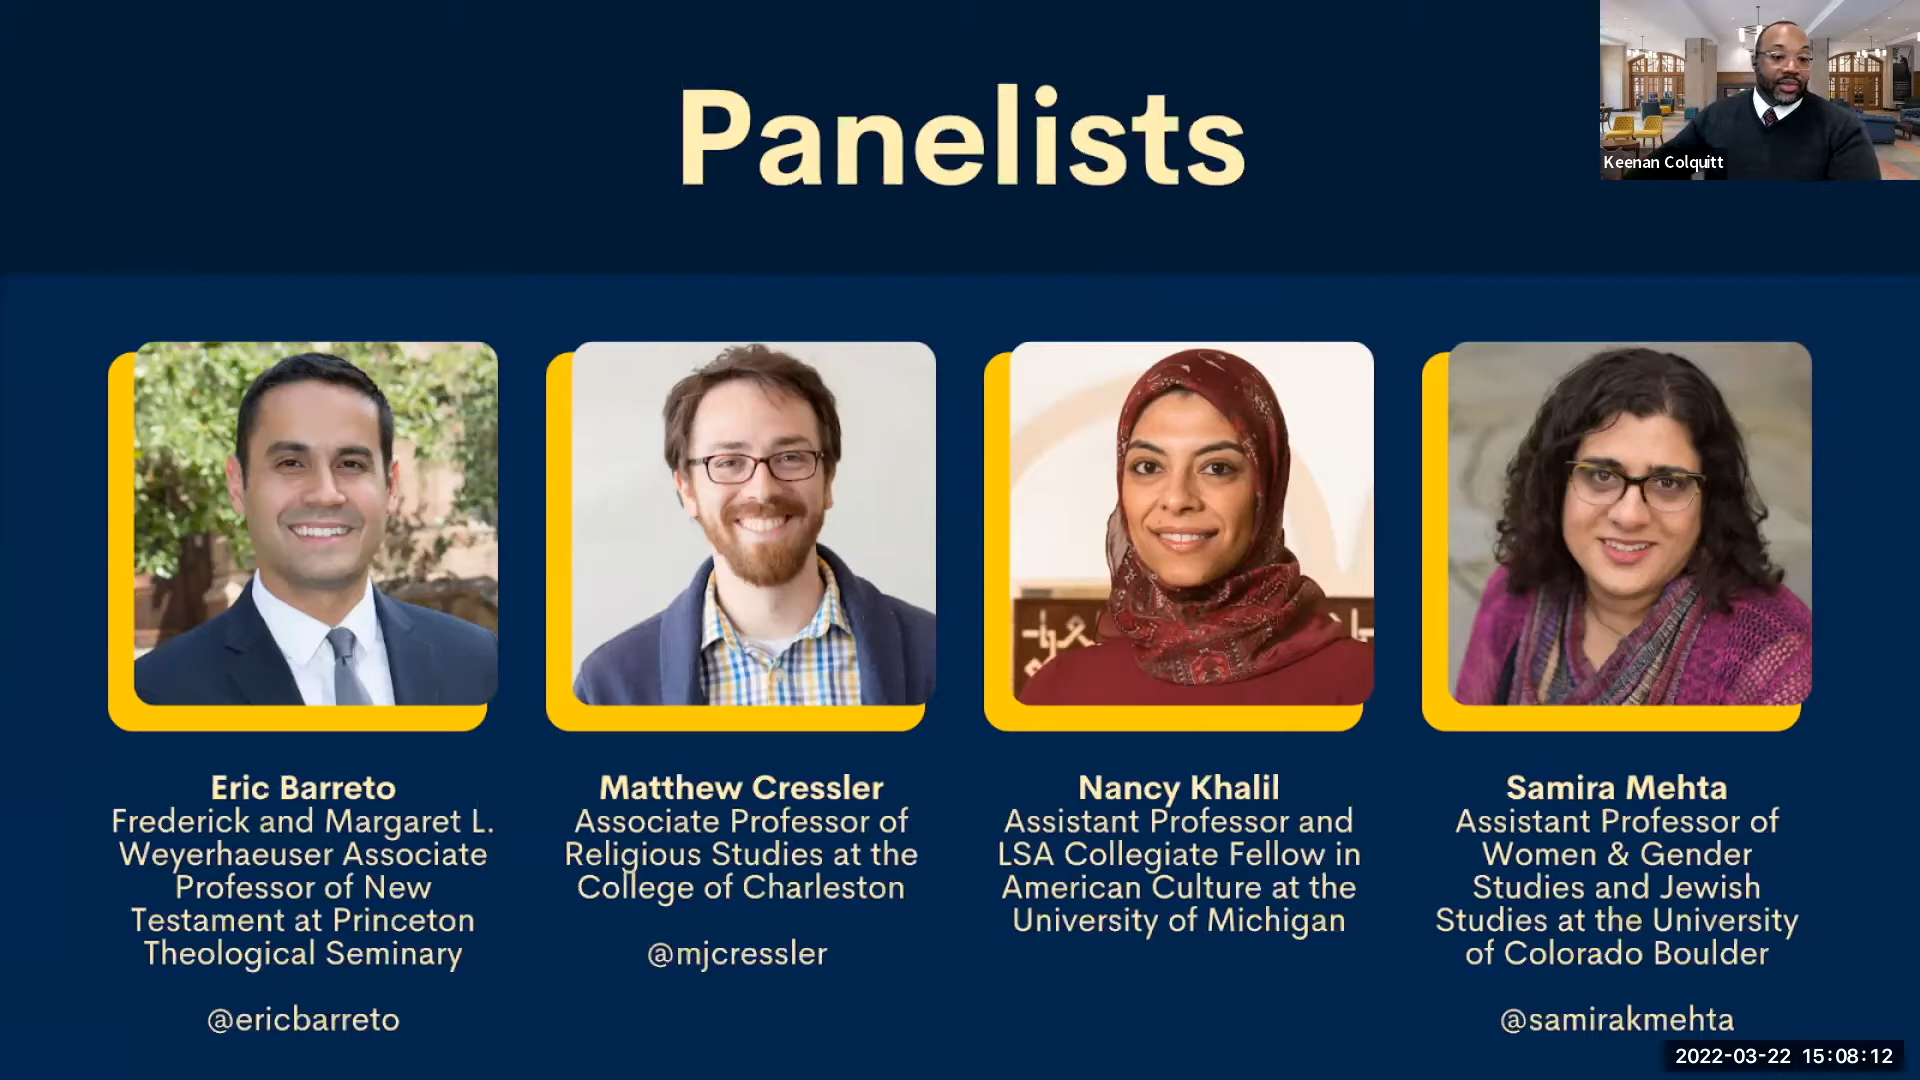 Panelists
Keenan Colquitt
Eric Barreto
Frederick and Margaret L.
Weyerhaeuser Associate
Professor of New
Testament at Princeton
Theological Seminary
@ericbarreto
Matthew Cressler
Associate Professor of
Religious Studies at the
College of Charleston
@mjcressler
Nancy Khalil
Assistant Professor and
LSA Collegiate Fellow in
American Culture at the
University of Michigan
Samira Mehta
Assistant Professor of
Women & Gender
Studies and Jewish
Studies at the University
of Colorado Boulder
@samirakmehta
2022-03-22 15:08:12